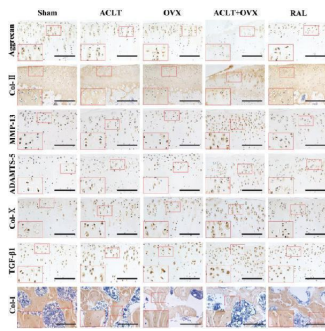 Sham ACLT OVX ACLT+OVX RAL
Aggrecan
Col-II
MMP-13
ADAMTS-5
Col-X
TGF-β1
Col-I